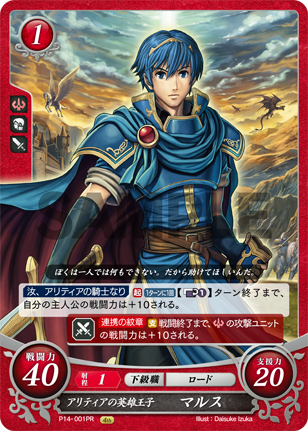 1
ぼくは一人では何もできない。だから助けてほしいんだ。
汝、アリティアの騎士なり 起 1ターンに1回 【1】 ターン終了まで、
自分の主人公の戦闘力は+10される。
連携の紋章 支 戦闘終了まで、の攻撃ユニット
の戦闘力は+10される。
戦闘力 40
射程 1 下級職 ロード
支援力 20
アリティアの英雄王子 マルス
P14-001PR 4th Illust : Daisuke Izuka